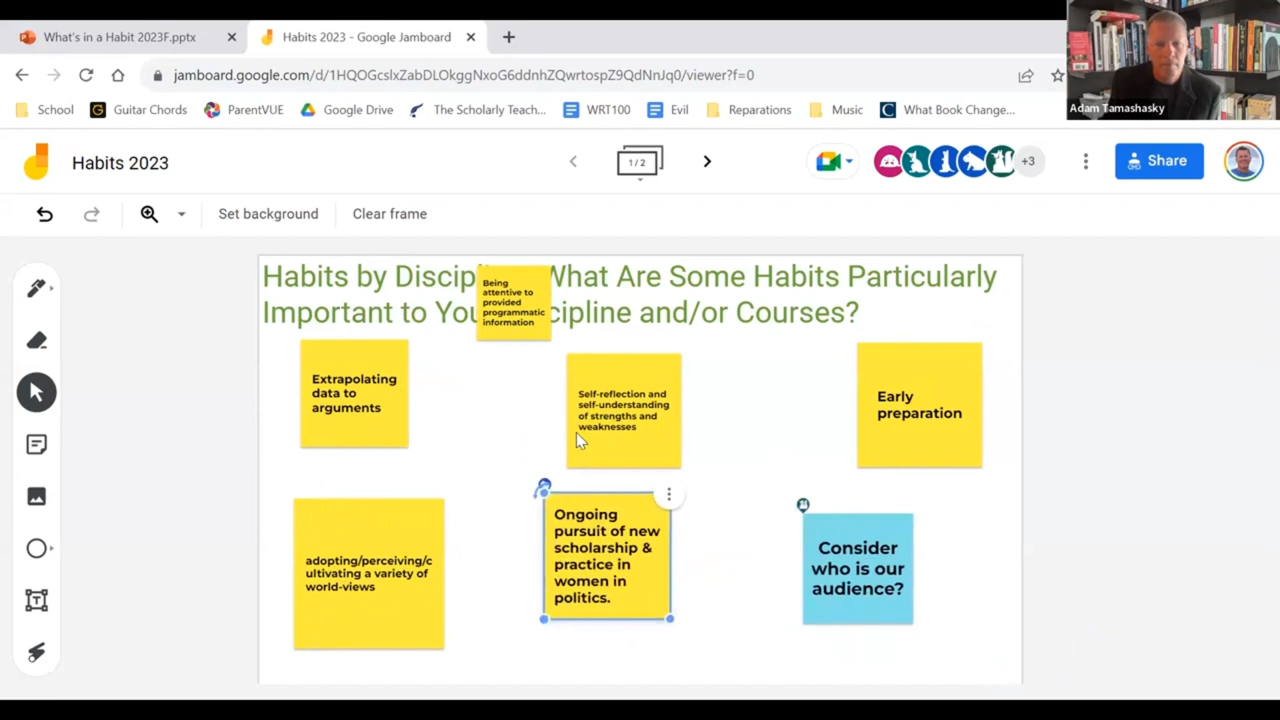 What's in a Habit 2023F.pptx
Habits 2023 - Google Jamboard
jamboard.google.com/d/1HQOGcslxZabDLOkggNxoG6ddnhZQwrtospZ9QdNnJq0/viewer?f=0
School
Guitar Chords
ParentVUE
Google Drive
The Scholarly Teach...
WRT100
Evil
Reparations
Music
What Book Change...
Adam Tamashasky
Habits 2023
1/2
+3
Share
Set background
Clear frame
Habits by Discipl What Are Some Habits Particularly
Important to You cipline and/or Courses?
Being
attentive to
provided
programmatic
information
Extrapolating
data to
arguments
Self-reflection and
self-understanding
of strengths and
weaknesses
Early
preparation
adopting/perceiving/c
ultivating a variety of
world-views
Ongoing
pursuit of new
scholarship &
practice in
women in
politics.
Consider
who is our
audience?